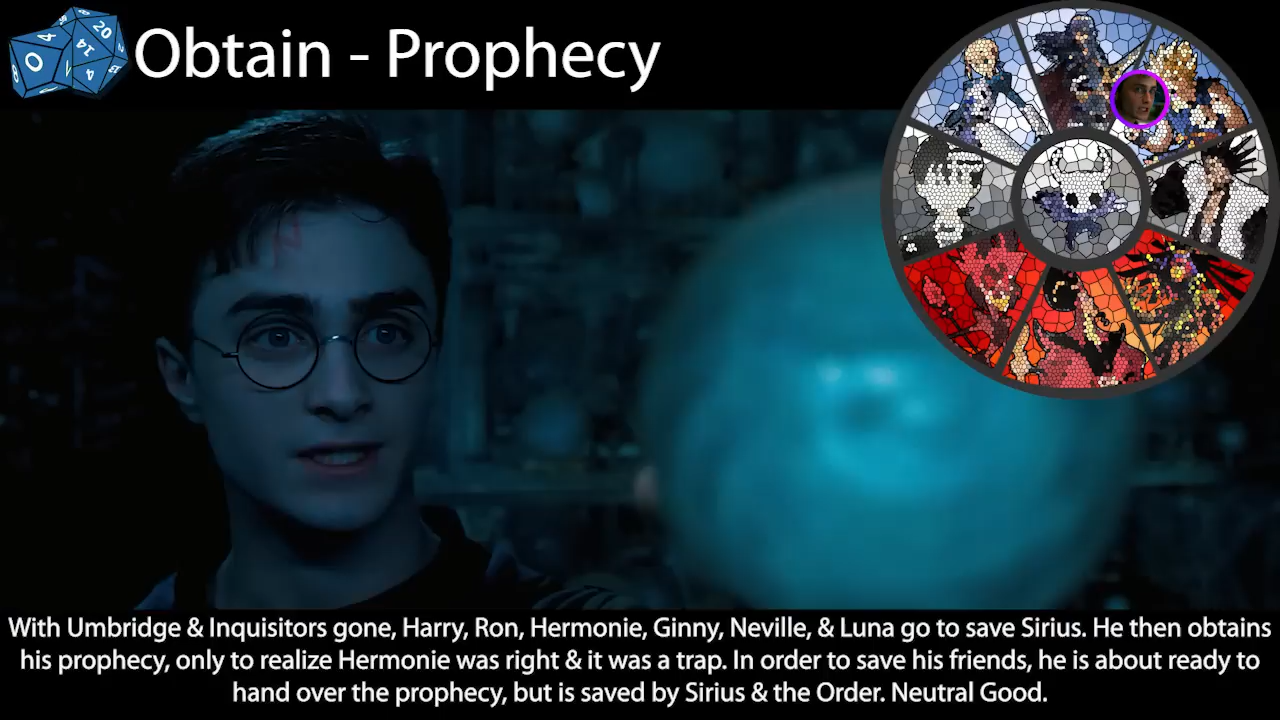 Obtain - Prophecy
With Umbridge & Inquisitors gone, Harry, Ron, Hermonie, Ginny, Neville, & Luna go to save Sirius. He then obtains
his prophecy, only to realize Hermonie was right & it was a trap. In order to save his friends, he is about ready to
hand over the prophecy, but is saved by Sirius & the Order. Neutral Good.